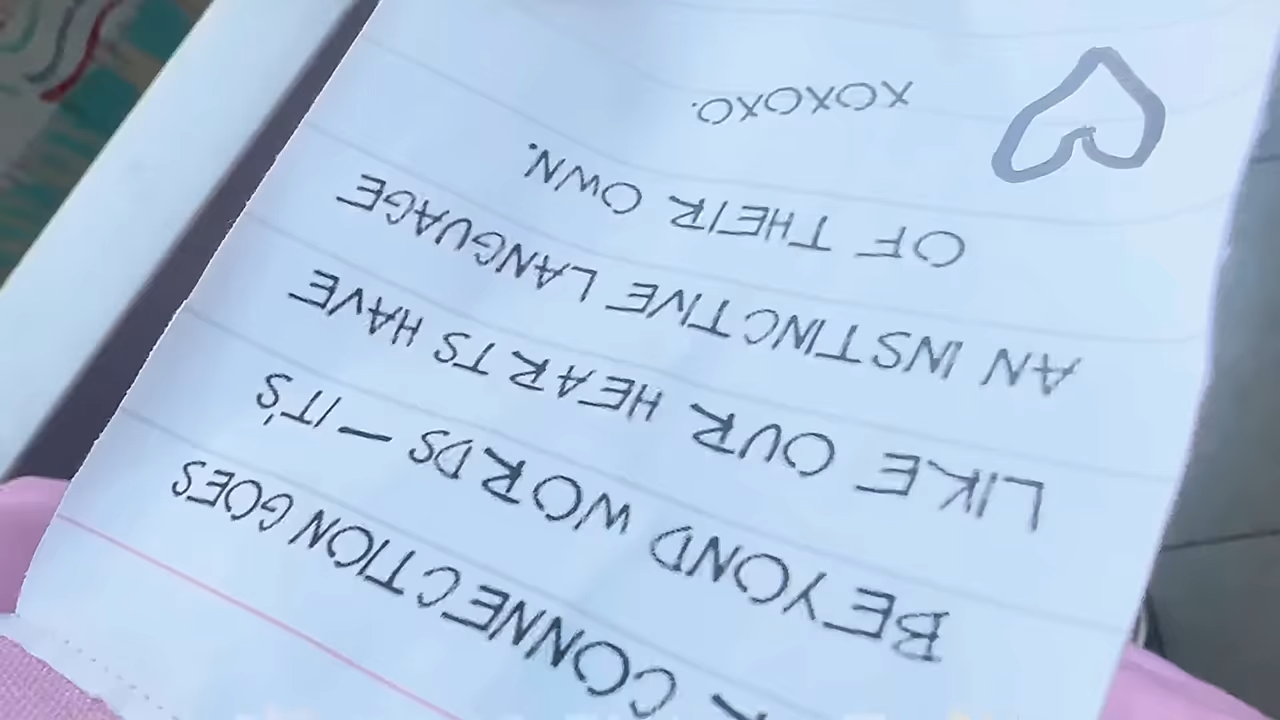 CONNECTION GOES
BEYOND WORDS — IT'S
LIKE OUR HEARTS HAVE
AN INSTINCTIVE LANGUAGE
OF THEIR OWN.
XOXOXO.